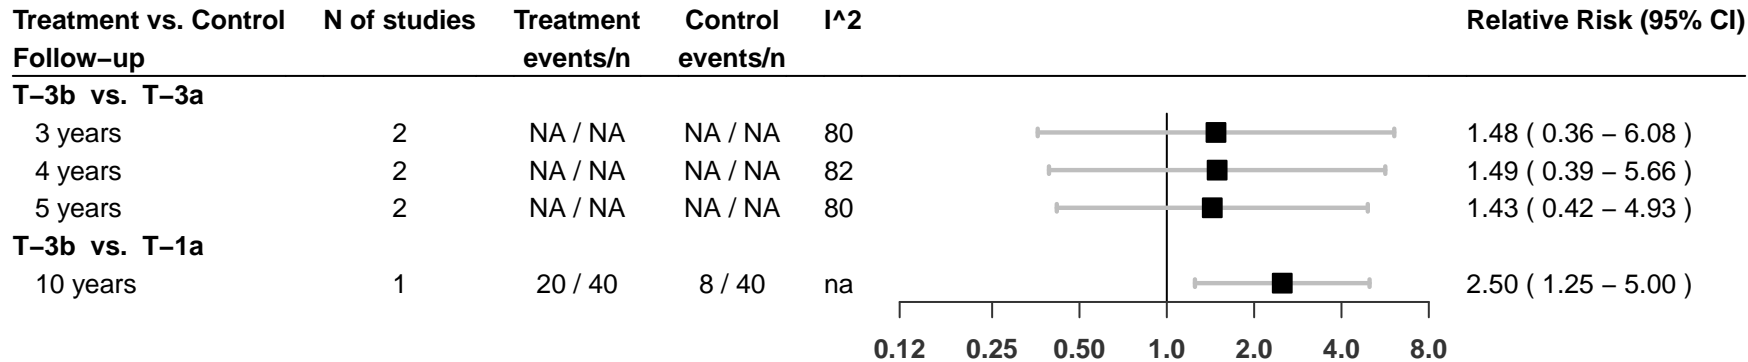 Treatment vs. Control N of studies Treatment Control I^2 Relative Risk (95% CI)
Follow−up events/n events/n
T−3b vs. T−3a
3 years 2 NA / NA NA / NA 80 1.48 ( 0.36 − 6.08 )
4 years 2 NA / NA NA / NA 82 1.49 ( 0.39 − 5.66 )
5 years 2 NA / NA NA / NA 80 1.43 ( 0.42 − 4.93 )
T−3b vs. T−1a
10 years 1 20 / 40 8 / 40 na 2.50 ( 1.25 − 5.00 )
0.12 0.25 0.50 1.0 2.0 4.0 8.0